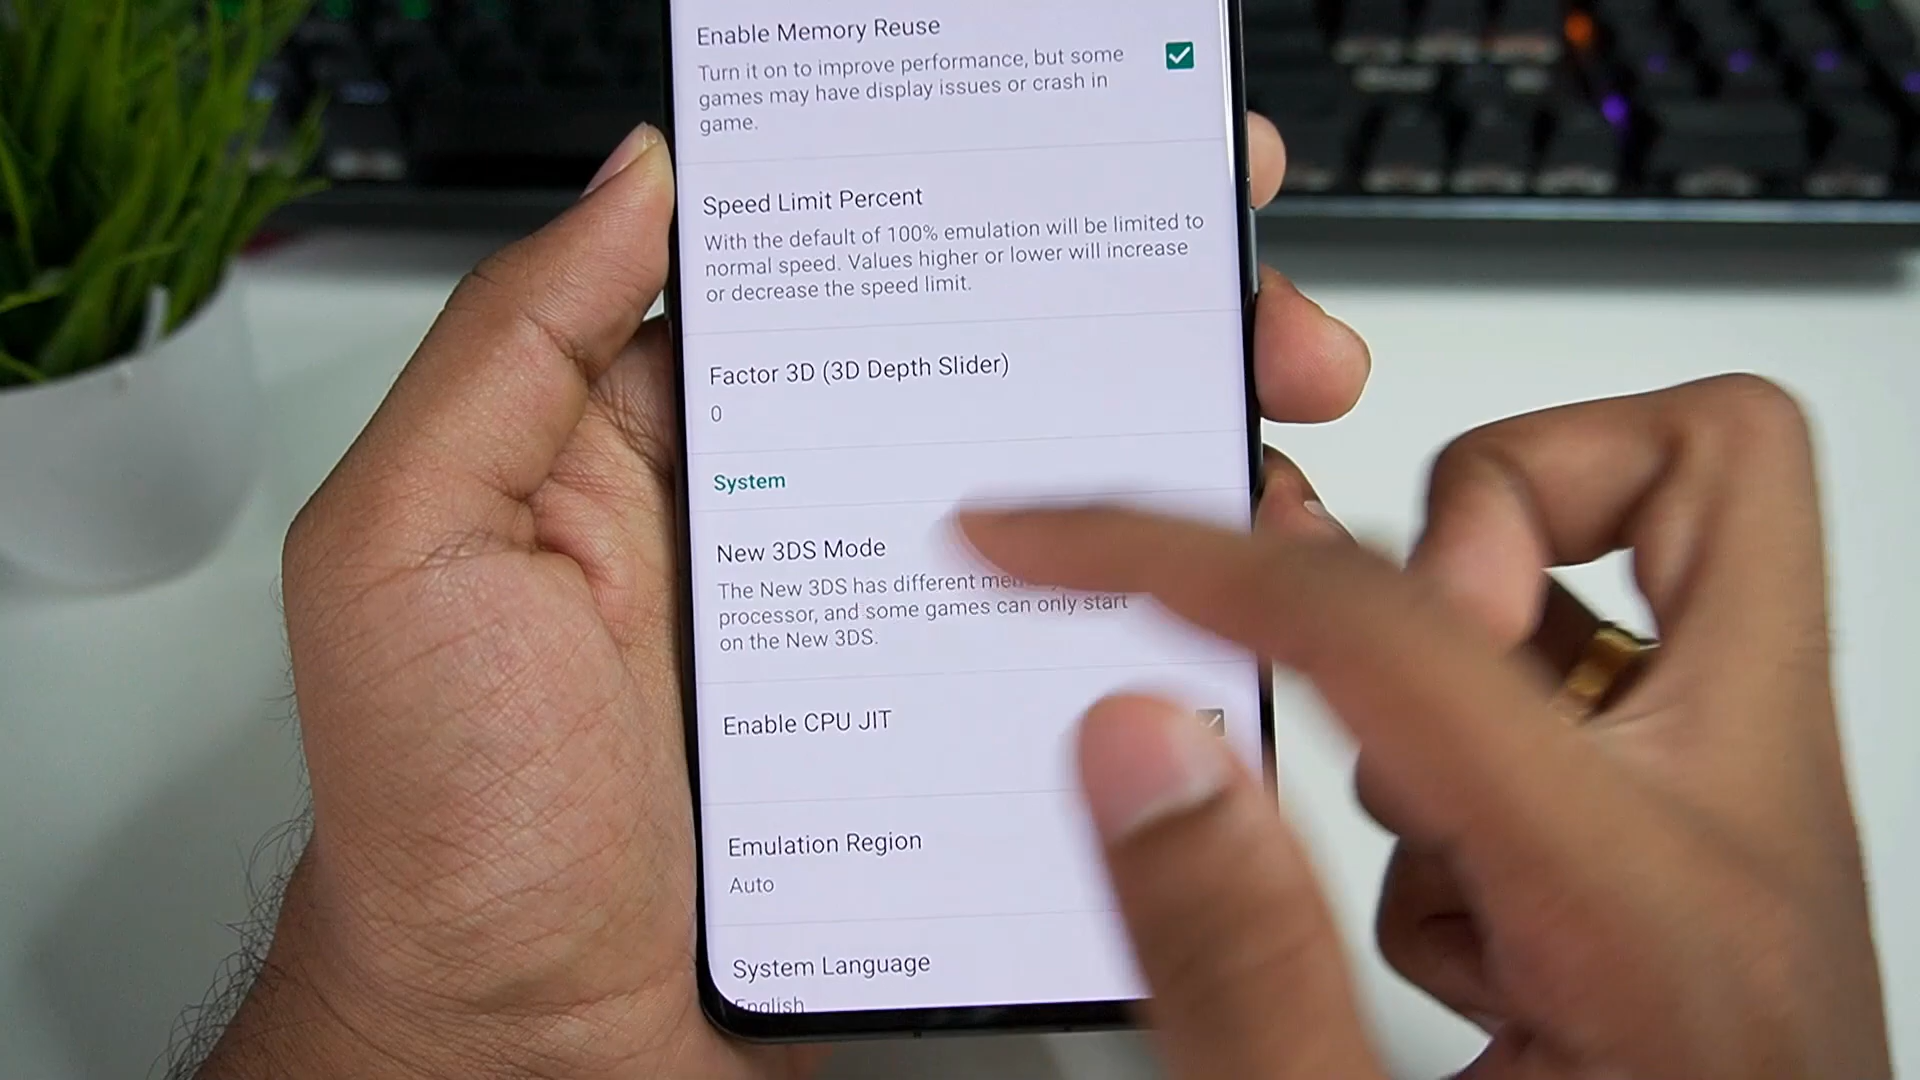 Enable Memory Reuse
Turn it on to improve performance, but some
games may have display issues or crash in
game.
Speed Limit Percent
With the default of 100% emulation will be limited to
normal speed. Values higher or lower will increase
or decrease the speed limit.
Factor 3D (3D Depth Slider)
0
System
New 3DS Mode
The New 3DS has different
processor, and some games can only start
on the New 3DS.
Enable CPU JIT
Emulation Region
Auto
System Language
English